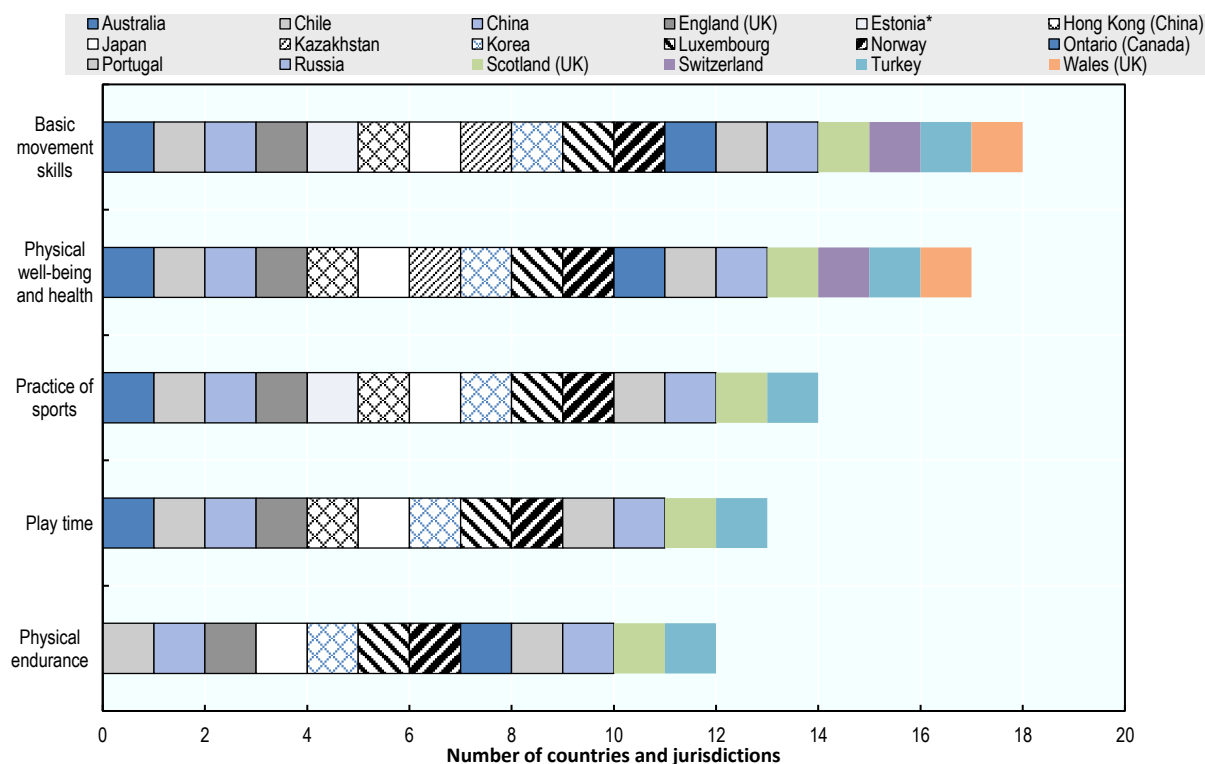 Australia Chile China England (UK) Estonia* Hong Kong (China)
Japan Kazakhstan Korea Luxembourg Norway Ontario (Canada)
Portugal Russia Scotland (UK) Switzerland Turkey Wales (UK)
Basic
movement
skills
Physical
well-being
and health
Practice of
sports
Play time
Physical
endurance
0 2 4 6 8 10 12 14 16 18 20
Number of countries and jurisdictions